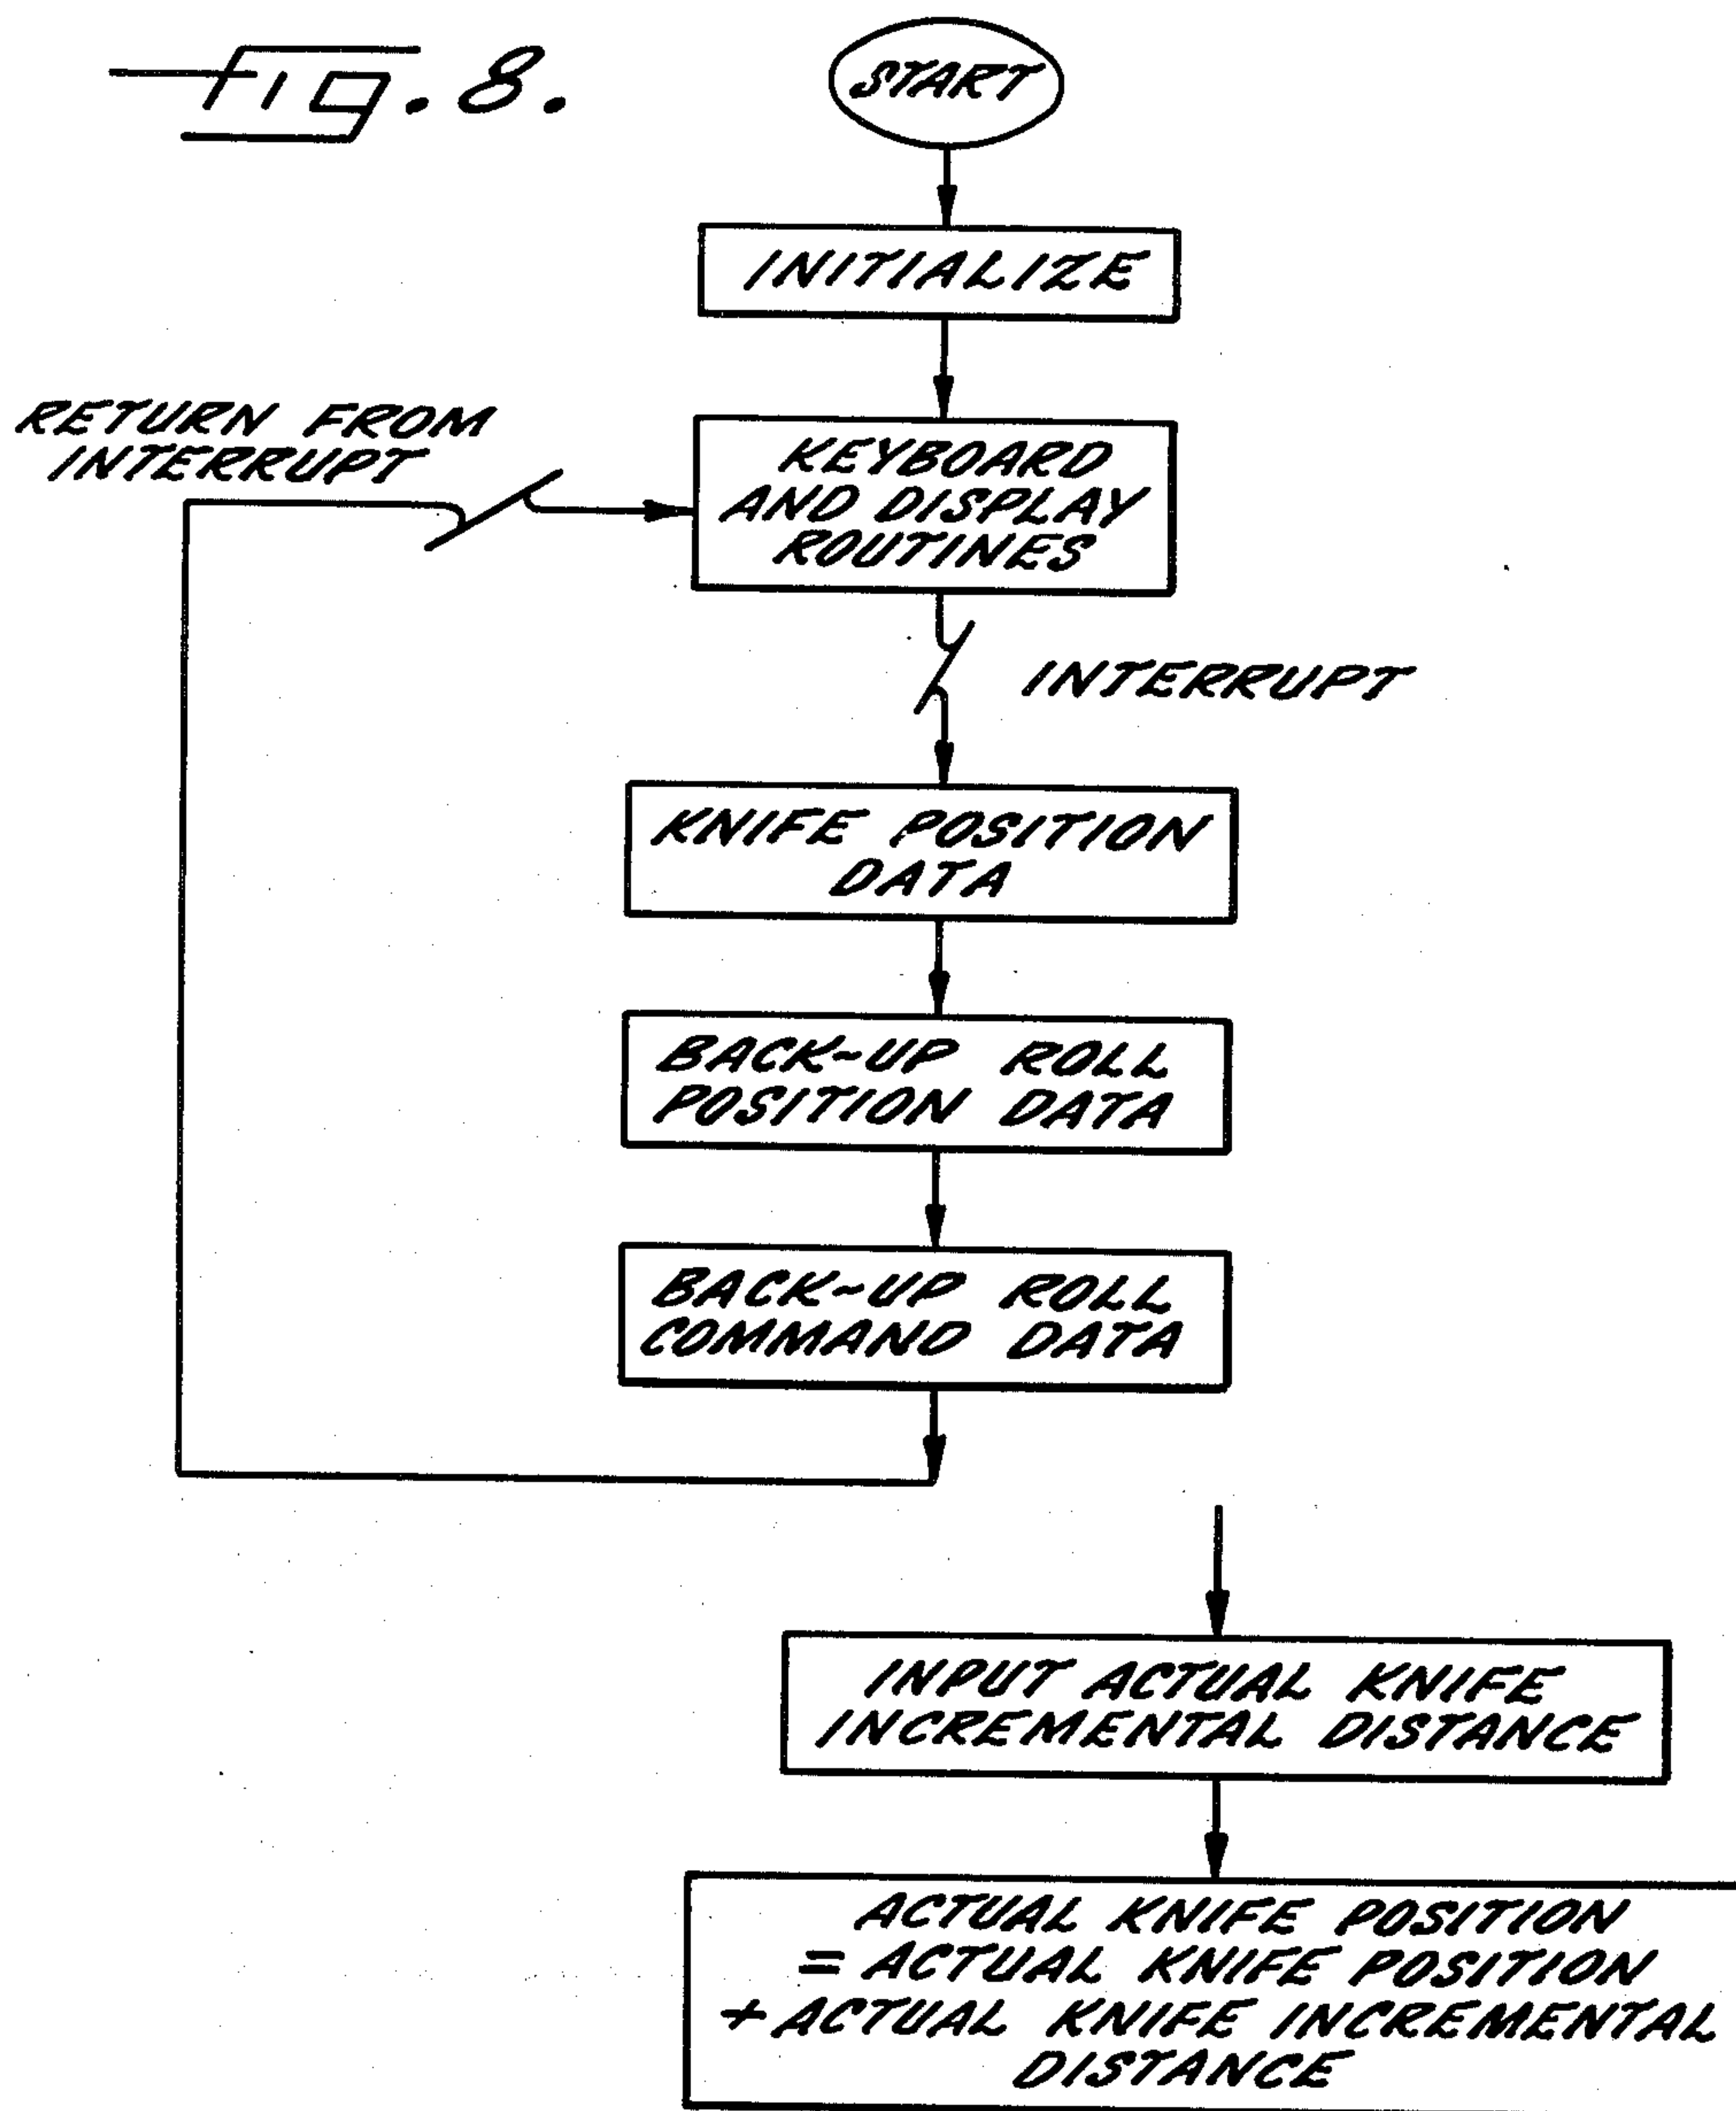 Fig. 8.
START
INITIALIZE
RETURN FROM
INTERRUPT
KEYBOARD
AND DISPLAY
ROUTINES
INTERRUPT
KNIFE POSITION
DATA
BACK-UP ROLL
POSITION DATA
BACK-UP ROLL
COMMAND DATA
INPUT ACTUAL KNIFE
INCREMENTAL DISTANCE
ACTUAL KNIFE POSITION
= ACTUAL KNIFE POSITION
+ ACTUAL KNIFE INCREMENTAL
DISTANCE